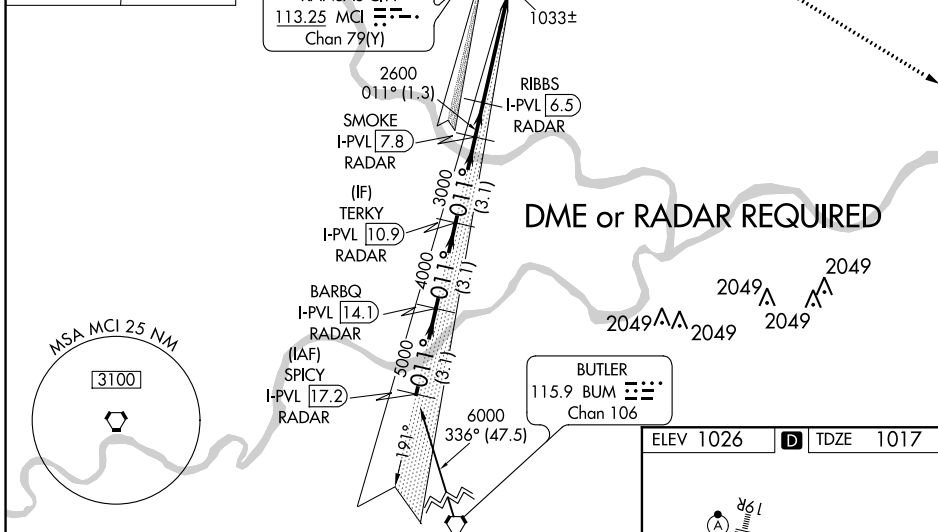 113.25 MCI
Chan 79(Y)
1033±
2600
011° (1.3)
RIBBS
I-PVL 6.5
RADAR
SMOKE
I-PVL 7.8
RADAR
3000
011°
(3.1)
(IF)
TERKY
I-PVL 10.9
RADAR
DME or RADAR REQUIRED
4000
011°
(3.1)
BARBQ
I-PVL 14.1
RADAR
2049
2049
2049
2049
2049
MSA MCI 25 NM
3100
5000
011°
(3.1)
(IAF)
SPICY
I-PVL 17.2
RADAR
BUTLER
115.9 BUM
Chan 106
6000
336° (47.5)
191°
ELEV 1026 D TDZE 1017
19R
A